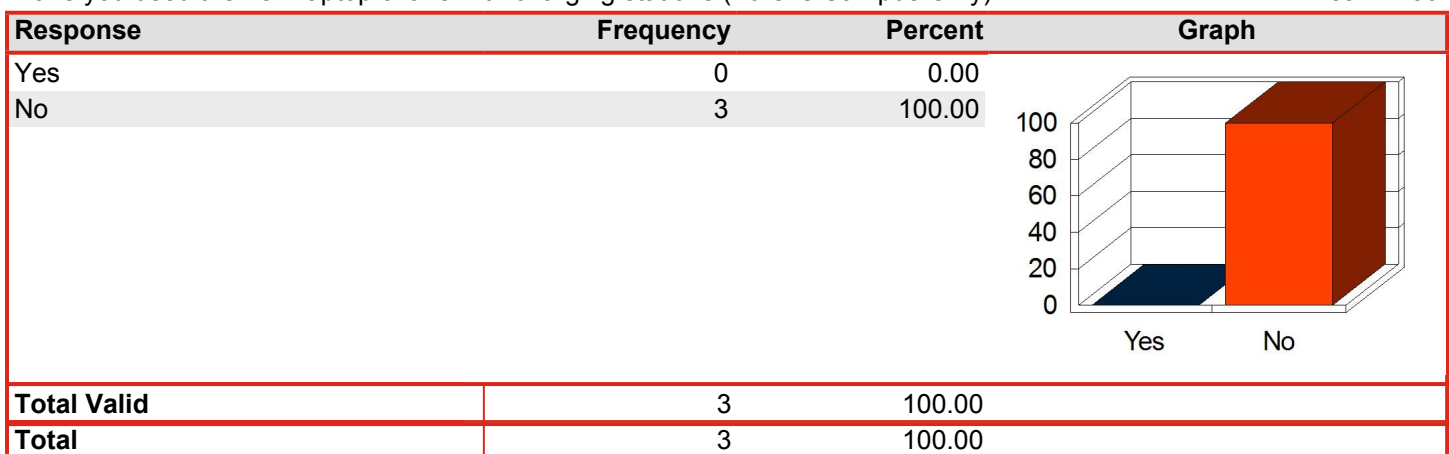 Response Frequency Percent Graph
Yes 0 0.00
No 3 100.00
100
80
60
40
20
0
Yes No
Total Valid 3 100.00
Total 3 100.00